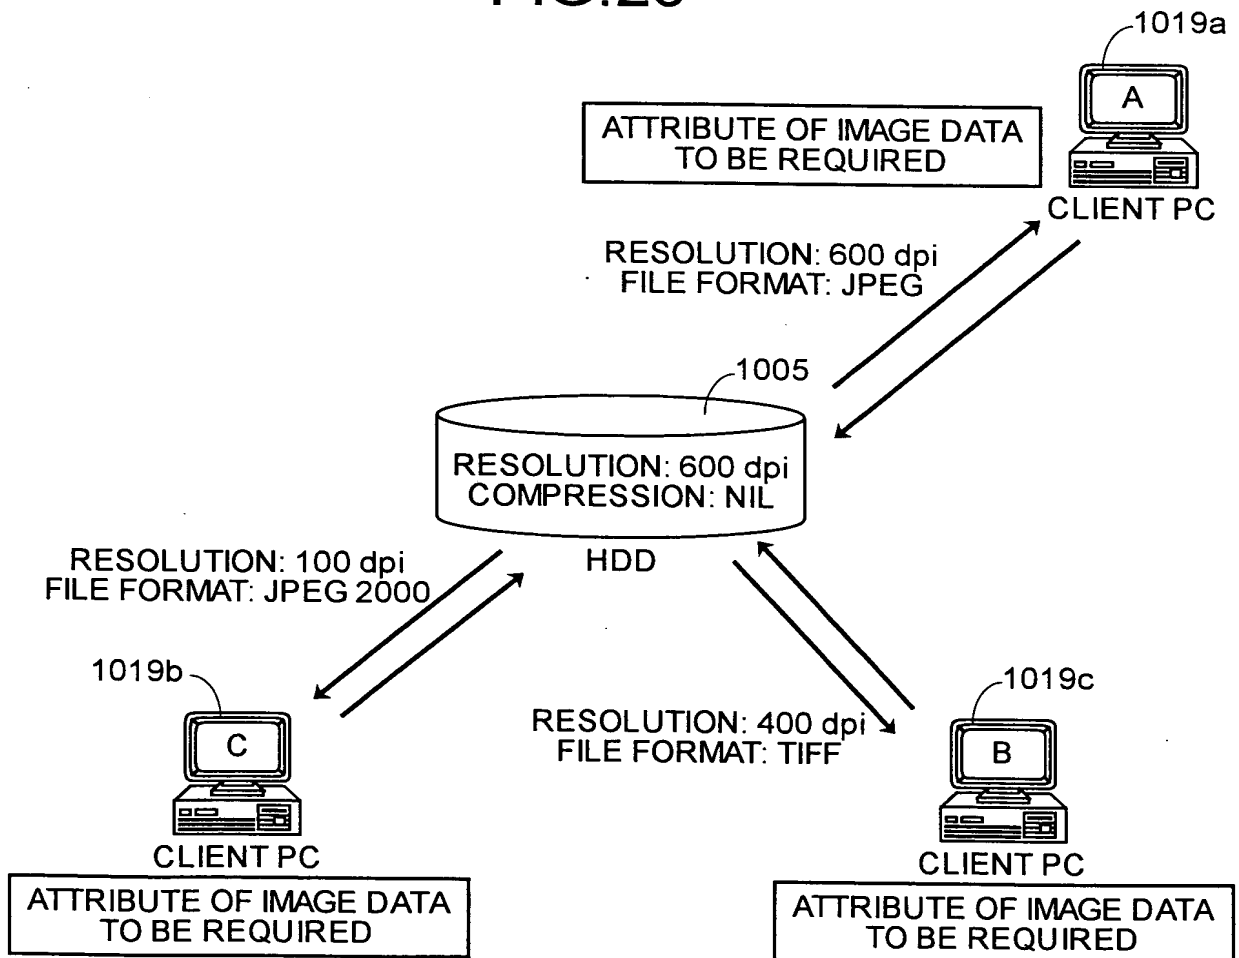 1019a
A
ATTRIBUTE OF IMAGE DATA
TO BE REQUIRED
CLIENT PC
RESOLUTION: 600 dpi
FILE FORMAT: JPEG
1005
RESOLUTION: 600 dpi
COMPRESSION: NIL
HDD
RESOLUTION: 100 dpi
FILE FORMAT: JPEG 2000
1019b
C
CLIENT PC
ATTRIBUTE OF IMAGE DATA
TO BE REQUIRED
RESOLUTION: 400 dpi
FILE FORMAT: TIFF
1019c
B
CLIENT PC
ATTRIBUTE OF IMAGE DATA
TO BE REQUIRED